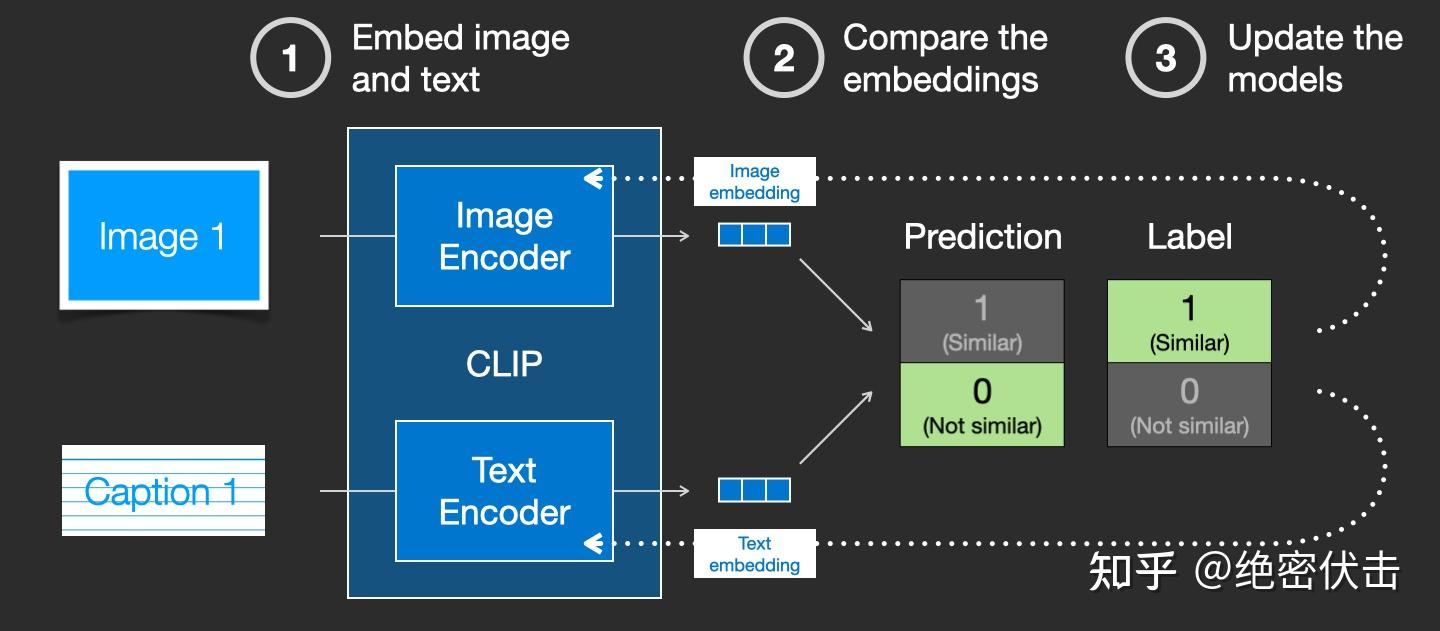 1
Embed image
and text
2
Compare the
embeddings
3
Update the
models
Image 1
Image
Encoder
Image
embedding
CLIP
Caption 1
Text
Encoder
Text
embedding
Prediction
1
(Similar)
0
(Not similar)
Label
1
(Similar)
0
(Not similar)
知乎 @绝密伏击